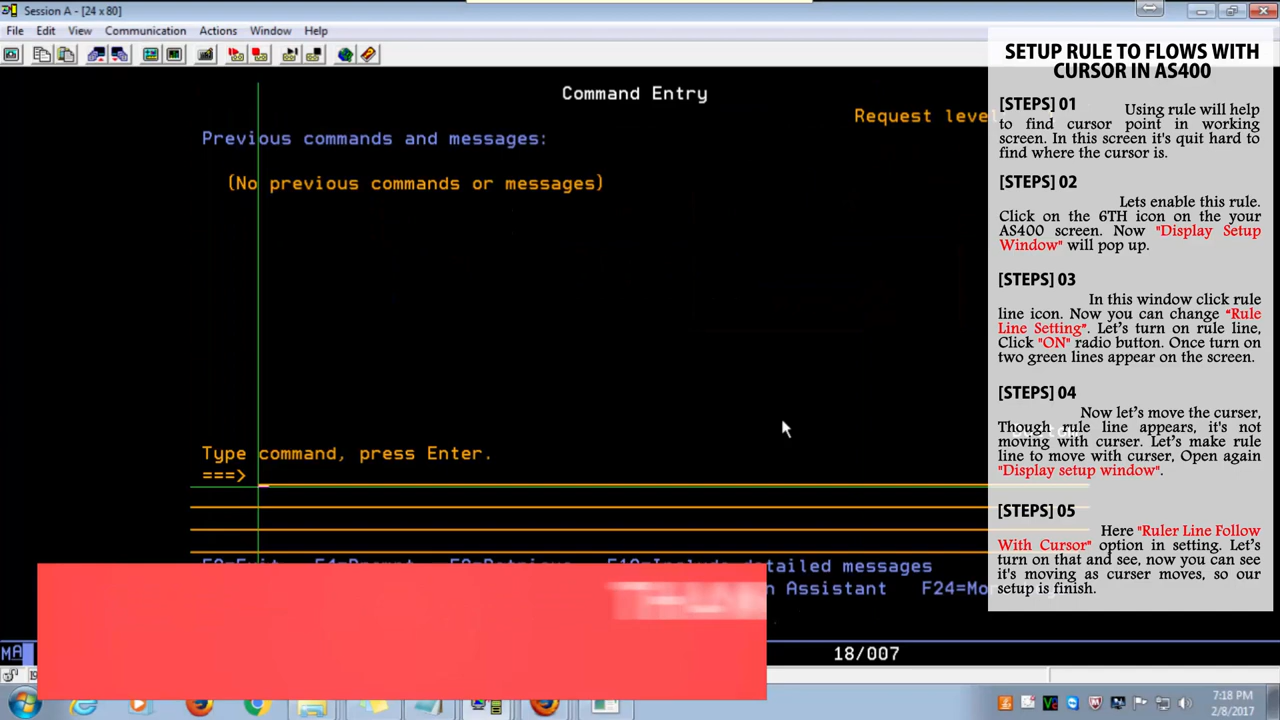 Session A - [24 x 80]
File Edit View Communication Actions Window Help
Command Entry
Request leve
Previous commands and messages:
(No previous commands or messages)
Type command, press Enter.
===>
detailed messages
n Assistant F24=Mo
MA
18/007
7:18 PM
2/8/2017
SETUP RULE TO FLOWS WITH
CURSOR IN AS400
[STEPS] 01
Using rule will help
to find cursor point in working
screen. In this screen it's quit hard to
find where the cursor is.
[STEPS] 02
Lets enable this rule.
Click on the 6TH icon on the your
AS400 screen. Now "Display Setup
Window" will pop up.
[STEPS] 03
In this window click rule
line icon. Now you can change "Rule
Line Setting". Let's turn on rule line,
Click "ON" radio button. Once turn on
two green lines appear on the screen.
[STEPS] 04
Now let's move the curser,
Though rule line appears, it's not
moving with curser. Let's make rule
line to move with curser, Open again
"Display setup window".
[STEPS] 05
Here "Ruler Line Follow
With Cursor" option in setting. Let's
turn on that and see, now you can see
it's moving as curser moves, so our
setup is finish.